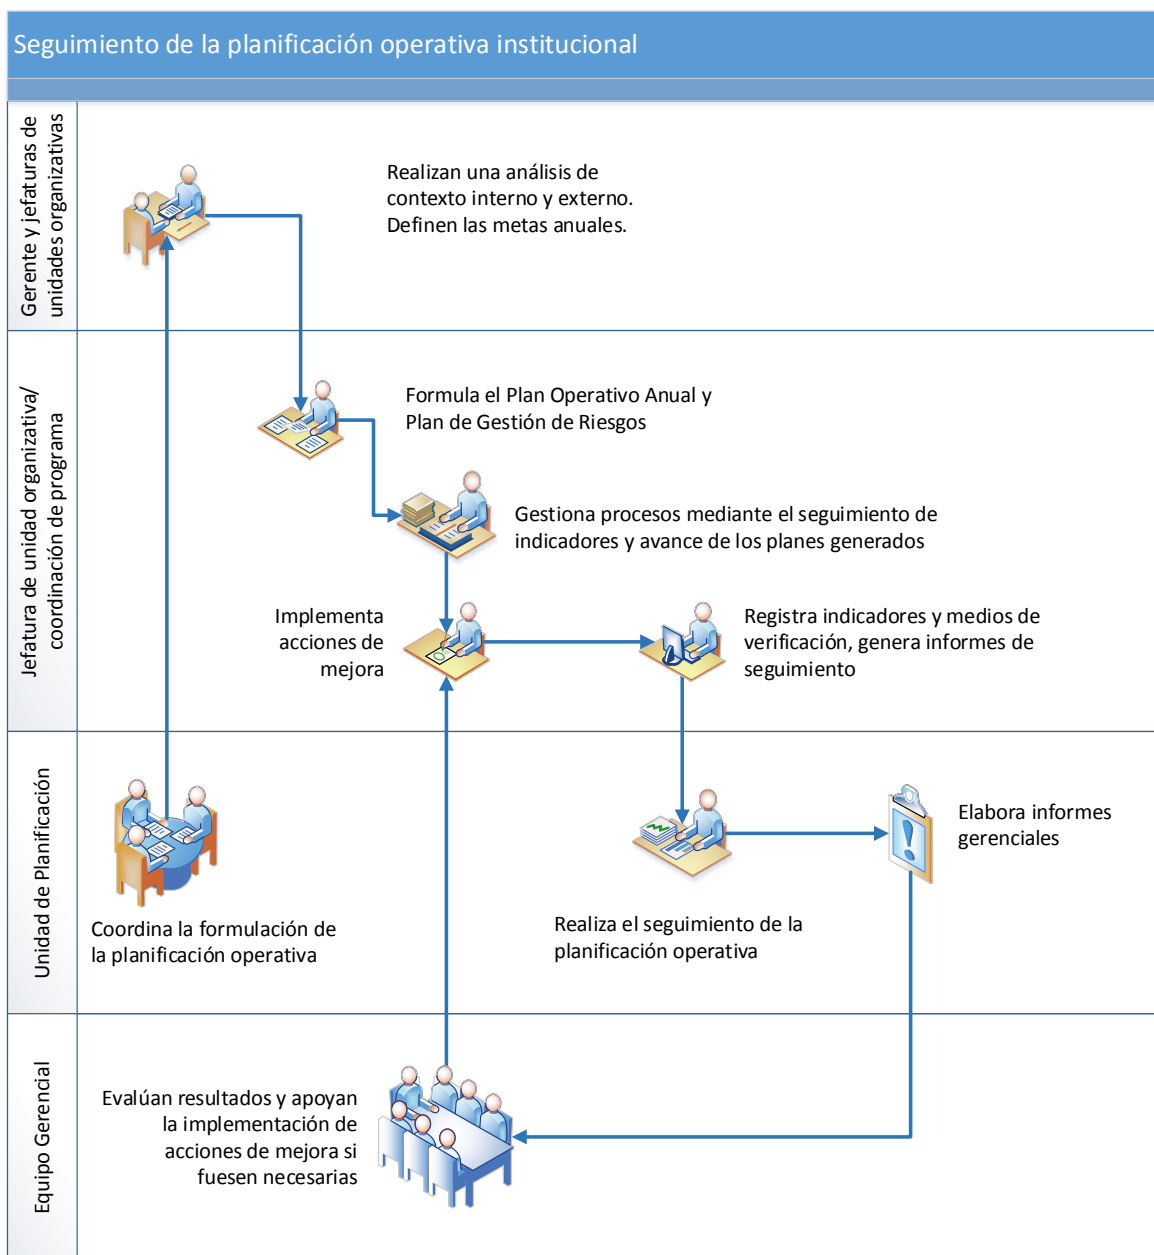 Seguimiento de la planificación operativa institucional
Gerente y jefaturas de
unidades organizativas
Realizan una análisis de
contexto interno y externo.
Definen las metas anuales.
Jefatura de unidad organizativa/
coordinación de programa
Formula el Plan Operativo Anual y
Plan de Gestión de Riesgos
Gestiona procesos mediante el seguimiento de
indicadores y avance de los planes generados
Implementa
acciones de
mejora
Registra indicadores y medios de
verificación, genera informes de
seguimiento
Unidad de Planificación
Coordina la formulación de
la planificación operativa
Realiza el seguimiento de la
planificación operativa
Elabora informes
gerenciales
Equipo Gerencial
Evalúan resultados y apoyan
la implementación de
acciones de mejora si
fuesen necesarias